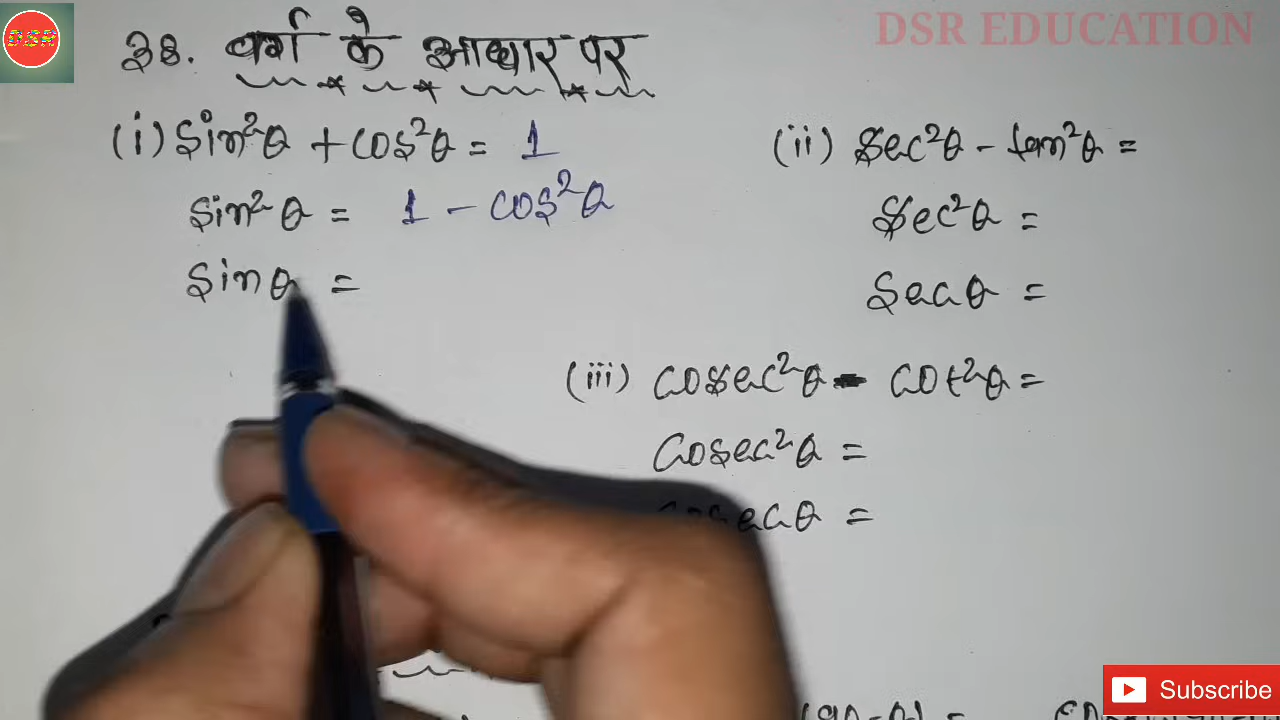 DSR
DSR EDUCATION
38. वर्ग के आधार पर
(i) Sin²θ + cos²θ = 1
Sin²θ = 1 - cos²θ
Sinθ =
(ii) Sec²θ - tan²θ =
Sec²θ =
Secθ =
(iii) Cosec²θ - cot²θ =
Cosec²θ =
Cosecθ =
Subscribe